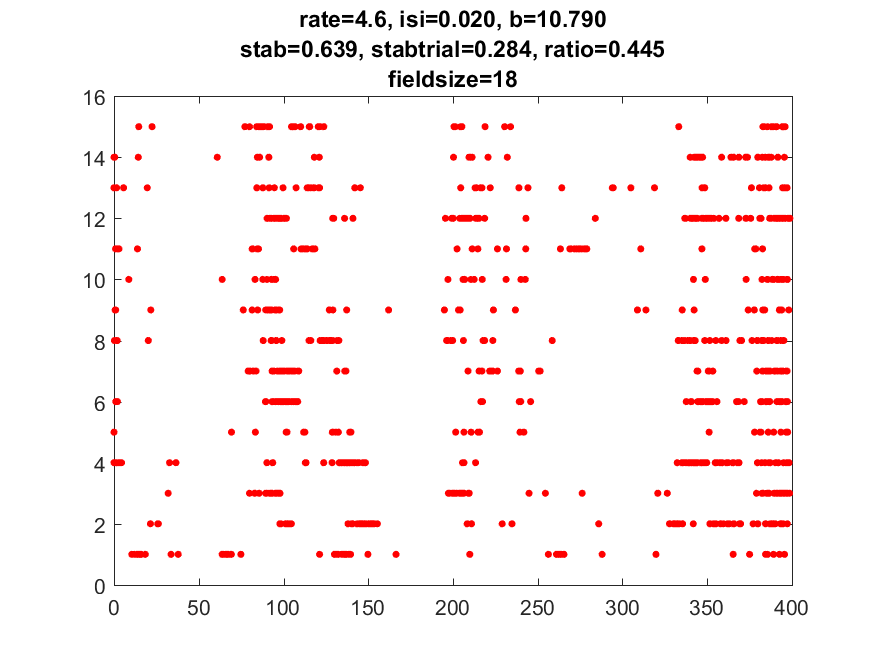 rate=4.6, isi=0.020, b=10.790
stab=0.639, stabtrial=0.284, ratio=0.445
fieldsize=18
16
14
12
10
8
6
4
2
0
0 50 100 150 200 250 300 350 400